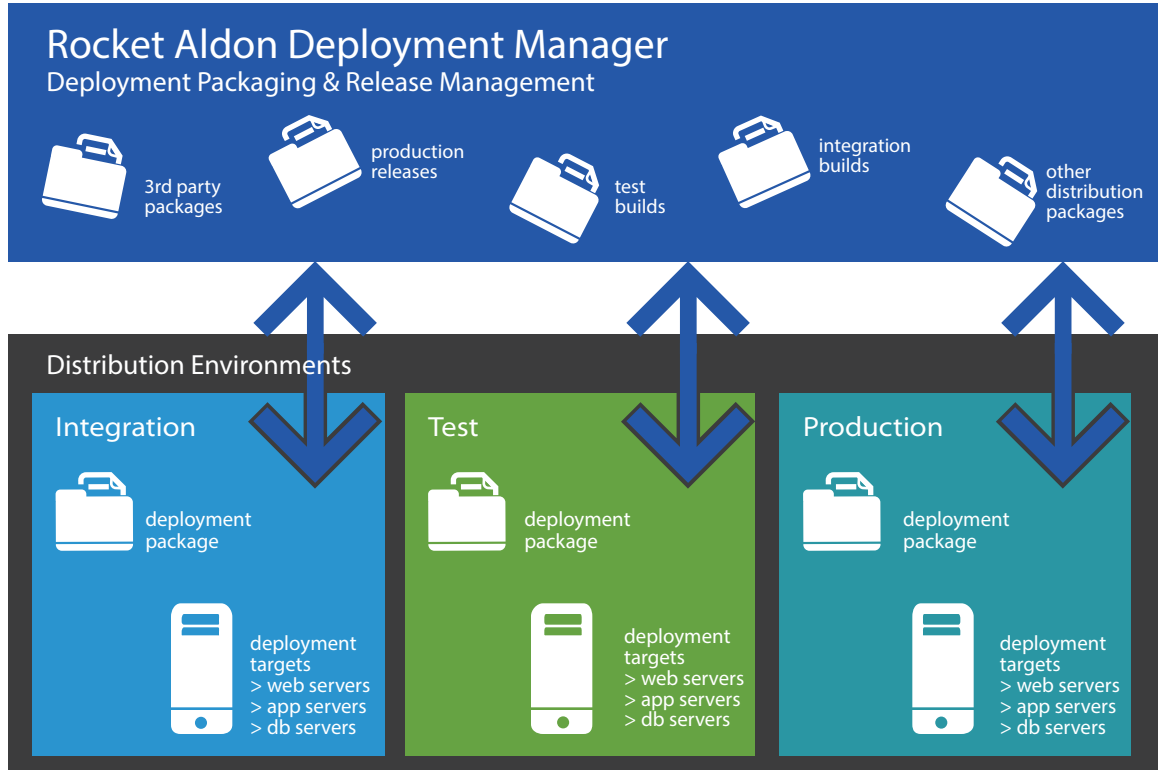 Rocket Aldon Deployment Manager
Deployment Packaging & Release Management
3rd party
packages
production
releases
test
builds
integration
builds
other
distribution
packages
Distribution Environments
Integration
deployment
package
deployment
targets
> web servers
> app servers
> db servers
Test
deployment
package
deployment
targets
> web servers
> app servers
> db servers
Production
deployment
package
deployment
targets
> web servers
> app servers
> db servers